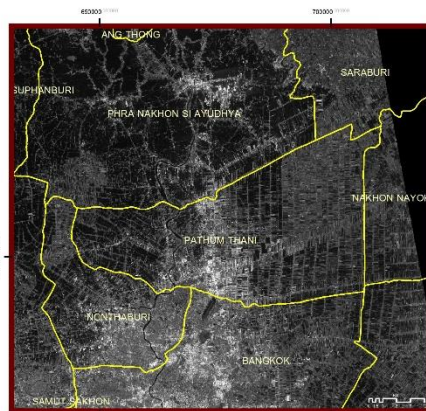 650000
700000
ANG THONG
SARABURI
SUPHANBURI
PHRA NAKHON SI AYUDHYA
NAKHON NAYOK
PATHUM THANI
NONTHABURI
BANGKOK
SAMUT SAKHON